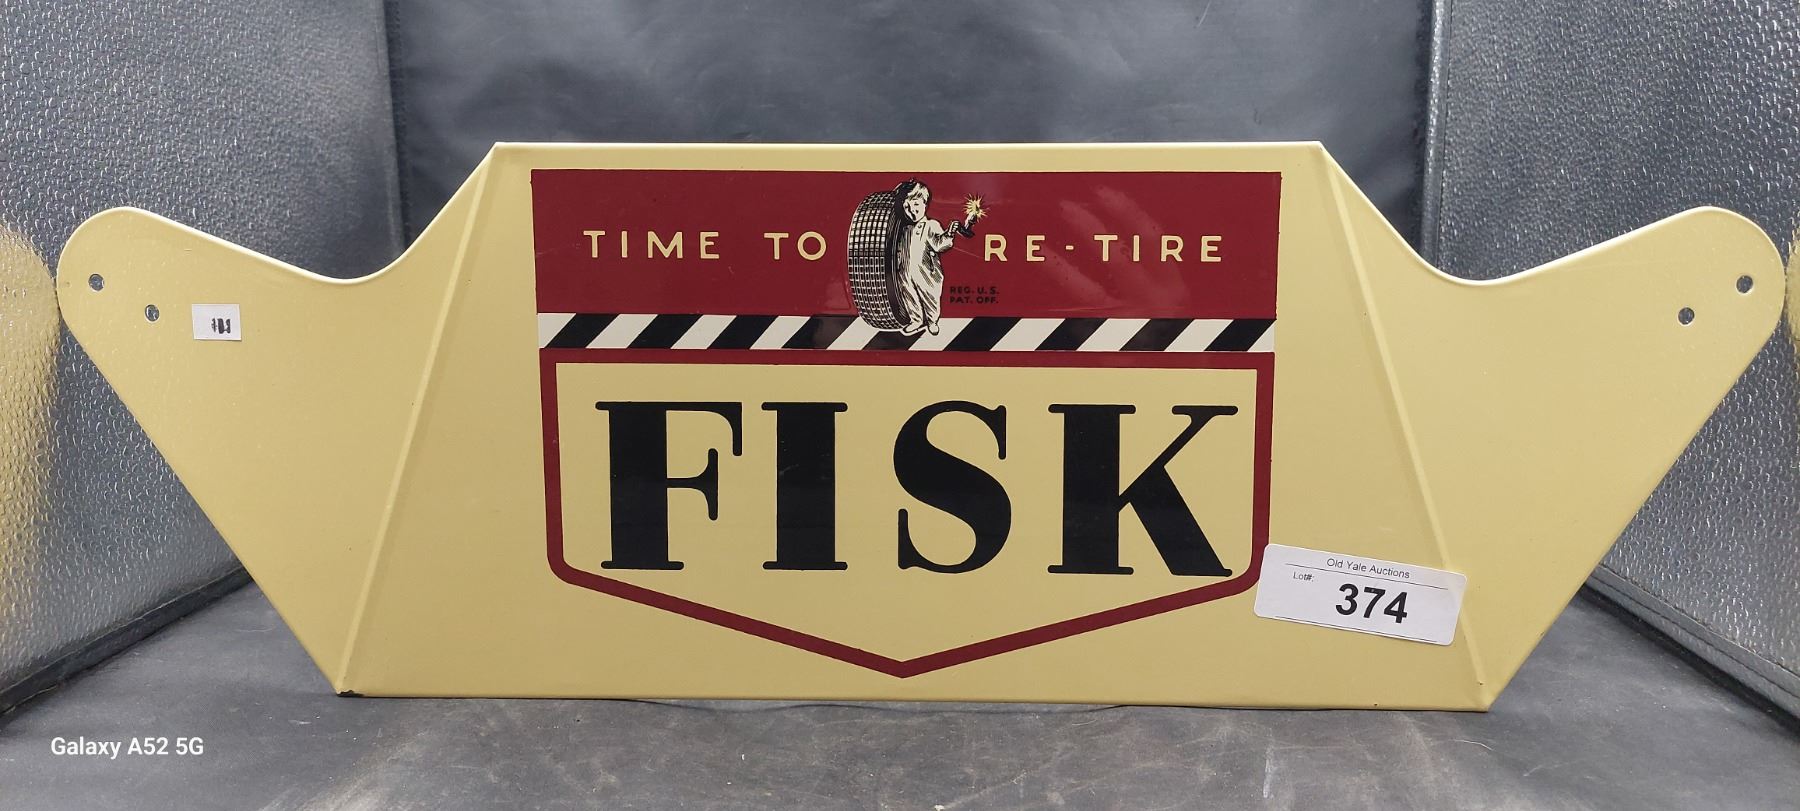 TIME TO RE-TIRE
REG. U.S.
PAT. OFF.
FISK
Old Yale Auctions
Lot#:
374
Galaxy A52 5G